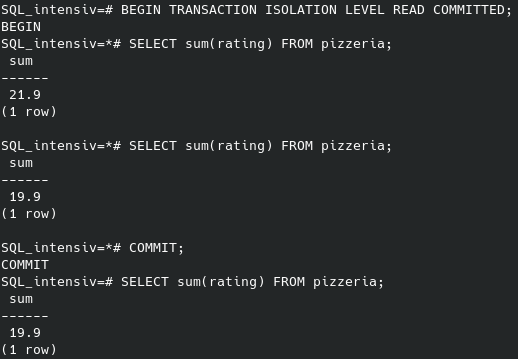 SQL_intensiv=# BEGIN TRANSACTION ISOLATION LEVEL READ COMMITTED;
BEGIN
SQL_intensiv=*# SELECT sum(rating) FROM pizzeria;
 sum
------
 21.9
(1 row)

SQL_intensiv=*# SELECT sum(rating) FROM pizzeria;
 sum
------
 19.9
(1 row)

SQL_intensiv=*# COMMIT;
COMMIT
SQL_intensiv=# SELECT sum(rating) FROM pizzeria;
 sum
------
 19.9
(1 row)